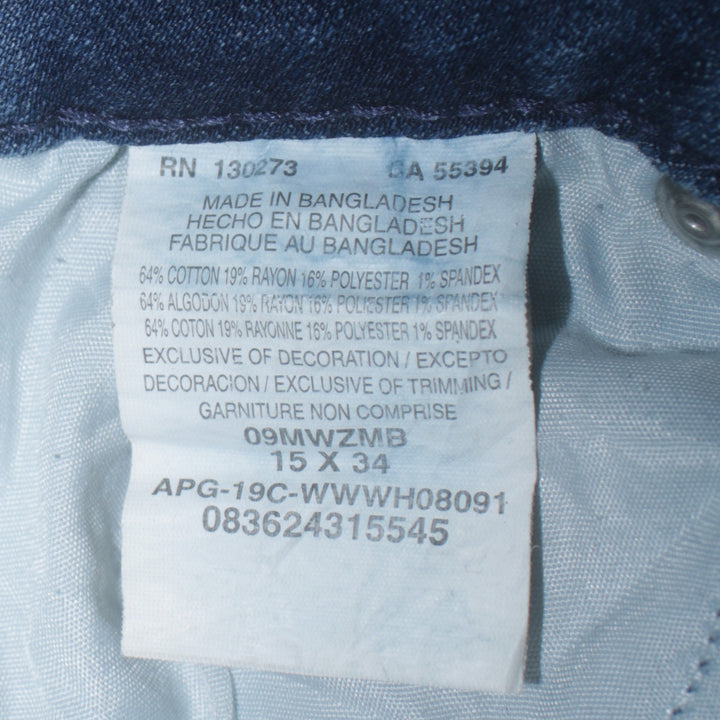 RN 130273 CA 55394
MADE IN BANGLADESH
HECHO EN BANGLADESH
FABRIQUE AU BANGLADESH
64% COTTON 19% RAYON 16% POLYESTER 1% SPANDEX
64% ALGODON 19% RAYON 16% POLIESTER 1% SPANDEX
64% COTON 19% RAYONNE 16% POLYESTER 1% SPANDEX
EXCLUSIVE OF DECORATION / EXCEPTO
DECORACION / EXCLUSIVE OF TRIMMING /
GARNITURE NON COMPRISE
09MWZMB
15 X 34
APG-19C-WWWH08091
083624315545